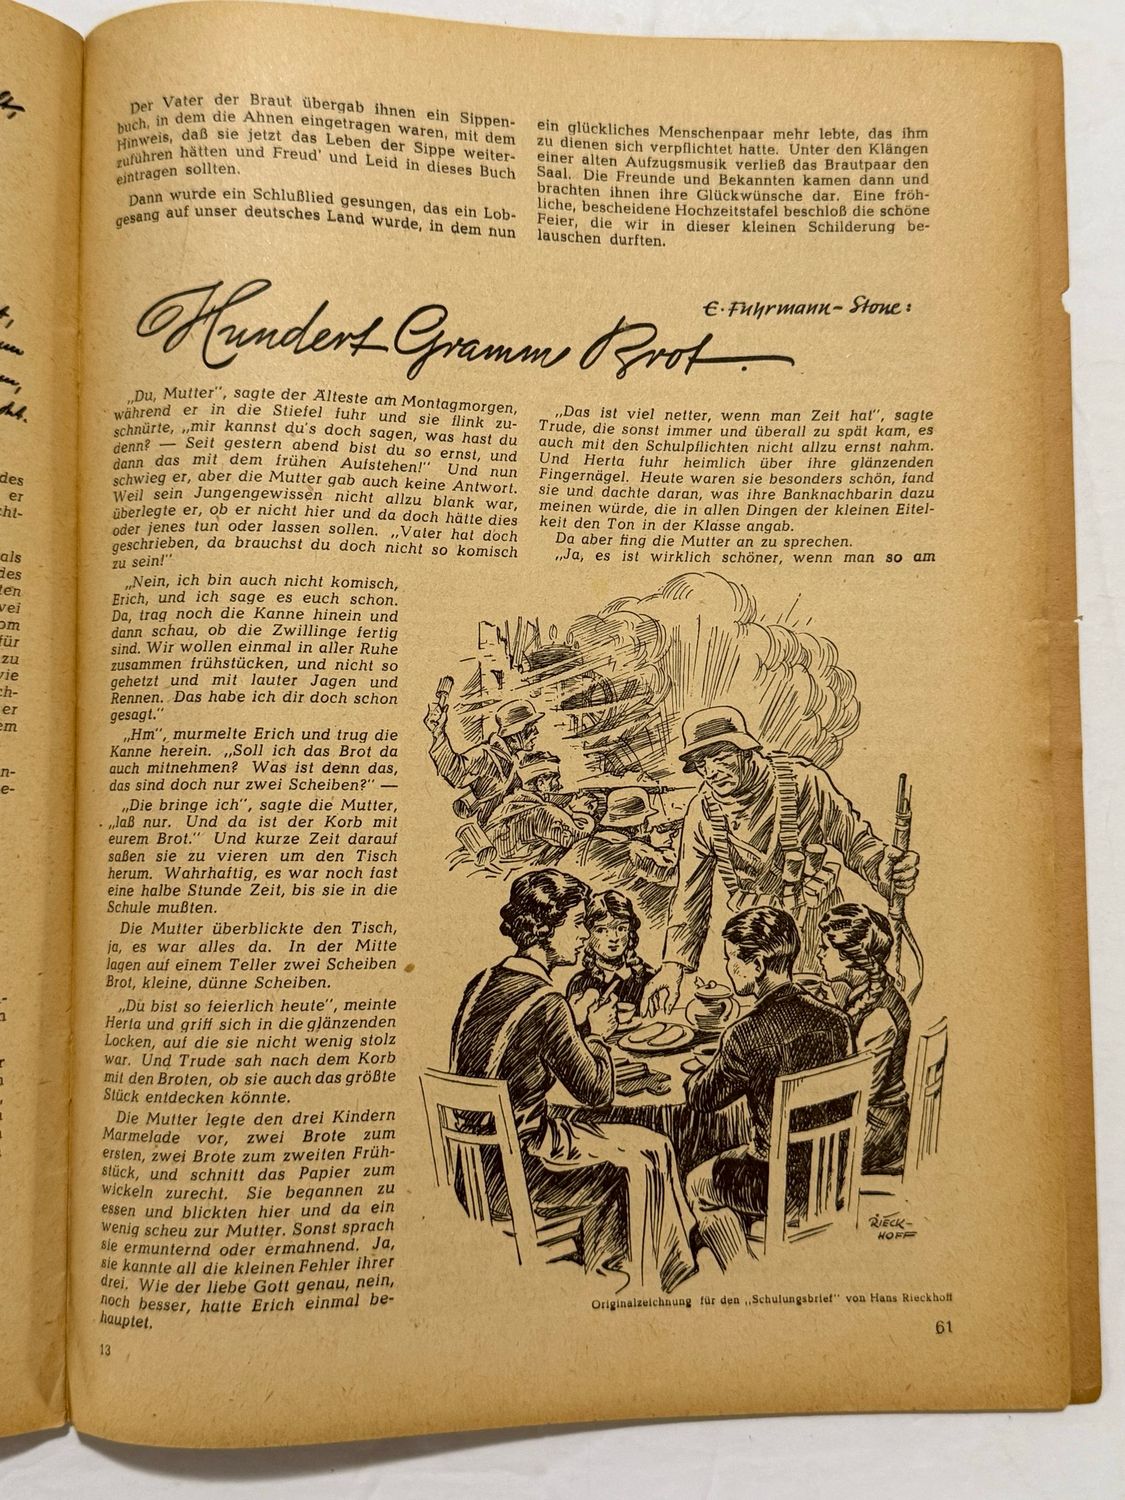 Der Vater der Braut übergab ihnen ein Sippen-
buch, in dem die Ahnen eingetragen waren, mit dem
Hinweis, daß sie jetzt das Leben der Sippe weiter-
zuführen hätten und Freud' und Leid in dieses Buch
eintragen sollten.
Dann wurde ein Schlußlied gesungen, das ein Lob-
gesang auf unser deutsches Land wurde, in dem nun
ein glückliches Menschenpaar mehr lebte, das ihm
zu dienen sich verpflichtet hatte. Unter den Klängen
einer alten Aufzugsmusik verließ das Brautpaar den
Saal. Die Freunde und Bekannten kamen dann und
brachten ihnen ihre Glückwünsche dar. Eine fröh-
liche, bescheidene Hochzeitstafel beschloß die schöne
Feier, die wir in dieser kleinen Schilderung be-
lauschen durften.
E. Fuhrmann-Stone:
Hundert Gramm Brot.
„Du, Mutter", sagte der Älteste am Montagmorgen,
während er in die Stiefel fuhr und sie flink zu-
schnürte, „mir kannst du's doch sagen, was hast du
denn? — Seit gestern abend bist du so ernst, und
dann das mit dem frühen Aufstehen!" Und nun
schwieg er, aber die Mutter gab auch keine Antwort.
Weil sein Jungengewissen nicht allzu blank war,
überlegte er, ob er nicht hier und da doch hätte dies
oder jenes tun oder lassen sollen. „Vater hat doch
geschrieben, da brauchst du doch nicht so komisch
zu sein!"
„Nein, ich bin auch nicht komisch,
Erich, und ich sage es euch schon.
Da, trag noch die Kanne hinein und
dann schau, ob die Zwillinge fertig
sind. Wir wollen einmal in aller Ruhe
zusammen frühstücken, und nicht so
gehetzt und mit lauter Jagen und
Rennen. Das habe ich dir doch schon
gesagt."
„Hm", murmelte Erich und trug die
Kanne herein. „Soll ich das Brot da
auch mitnehmen? Was ist denn das,
das sind doch nur zwei Scheiben?" —
„Die bringe ich", sagte die Mutter,
„laß nur. Und da ist der Korb mit
eurem Brot." Und kurze Zeit darauf
saßen sie zu vieren um den Tisch
herum. Wahrhaftig, es war noch fast
eine halbe Stunde Zeit, bis sie in die
Schule mußten.
Die Mutter überblickte den Tisch,
ja, es war alles da. In der Mitte
lagen auf einem Teller zwei Scheiben
Brot, kleine, dünne Scheiben.
„Du bist so feierlich heute", meinte
Herta und griff sich in die glänzenden
Locken, auf die sie nicht wenig stolz
war. Und Trude sah nach dem Korb
mit den Broten, ob sie auch das größte
Stück entdecken könnte.
Die Mutter legte den drei Kindern
Marmelade vor, zwei Brote zum
ersten, zwei Brote zum zweiten Früh-
stück, und schnitt das Papier zum
wickeln zurecht. Sie begannen zu
essen und blickten hier und da ein
wenig scheu zur Mutter. Sonst sprach
sie ermunternd oder ermahnend. Ja,
sie kannte all die kleinen Fehler ihrer
drei. Wie der liebe Gott genau, nein,
noch besser, hatte Erich einmal be-
hauptet.
„Das ist viel netter, wenn man Zeit hat", sagte
Trude, die sonst immer und überall zu spät kam, es
auch mit den Schulpflichten nicht allzu ernst nahm.
Und Herta fuhr heimlich über ihre glänzenden
Fingernägel. Heute waren sie besonders schön, fand
sie und dachte daran, was ihre Banknachbarin dazu
meinen würde, die in allen Dingen der kleinen Eitel-
keit den Ton in der Klasse angab.
Da aber fing die Mutter an zu sprechen.
„Ja, es ist wirklich schöner, wenn man so am
RIECK-
HOFF
Originalzeichnung für den „Schulungsbrief" von Hans Rieckhoff
13
61